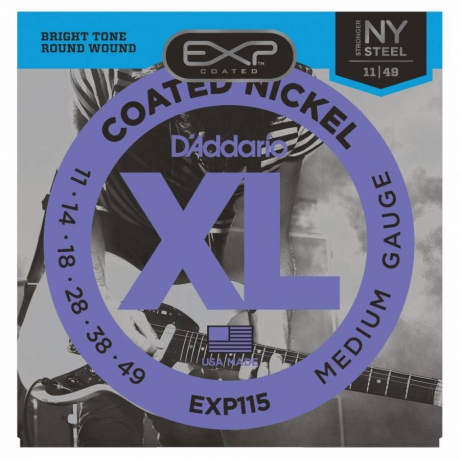 BRIGHT TONE
ROUND WOUND
EXP™
COATED
STRONGER
NY
STEEL
11|49
COATED NICKEL
D'Addario
XL
11·14·18·28·38·49
MEDIUM GAUGE
USA MADE
EXP115